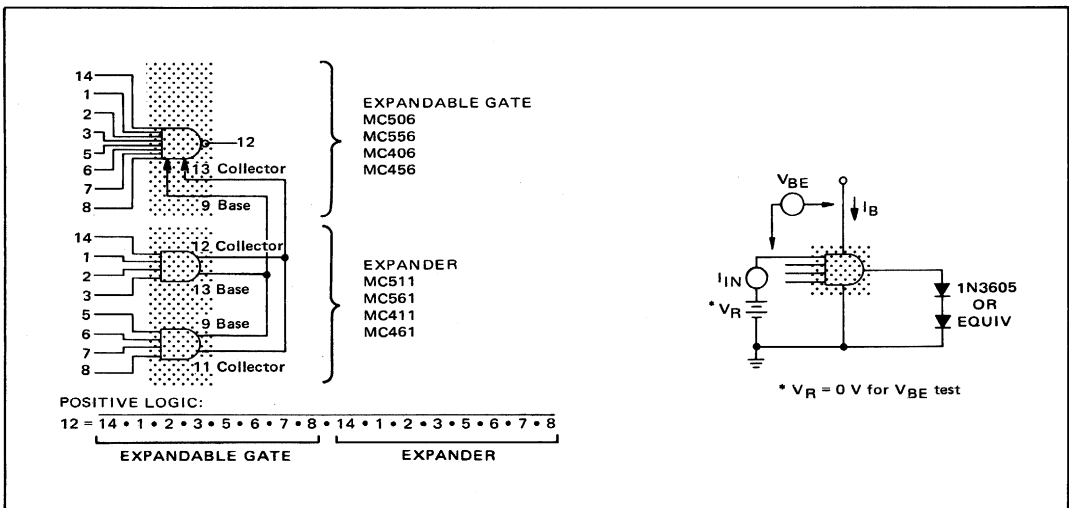 14
1
2
3
5
6
7
8
12
13 Collector
9 Base
EXPANDABLE GATE
MC506
MC556
MC406
MC456
14
1
2
3
5
6
7
8
12 Collector
13 Base
9 Base
11 Collector
EXPANDER
MC511
MC561
MC411
MC461
POSITIVE LOGIC:
12 = 14 • 1 • 2 • 3 • 5 • 6 • 7 • 8 • 14 • 1 • 2 • 3 • 5 • 6 • 7 • 8
EXPANDABLE GATE EXPANDER
VBE
IB
IIN
* VR
1N3605
OR
EQUIV
* VR = 0 V for VBE test